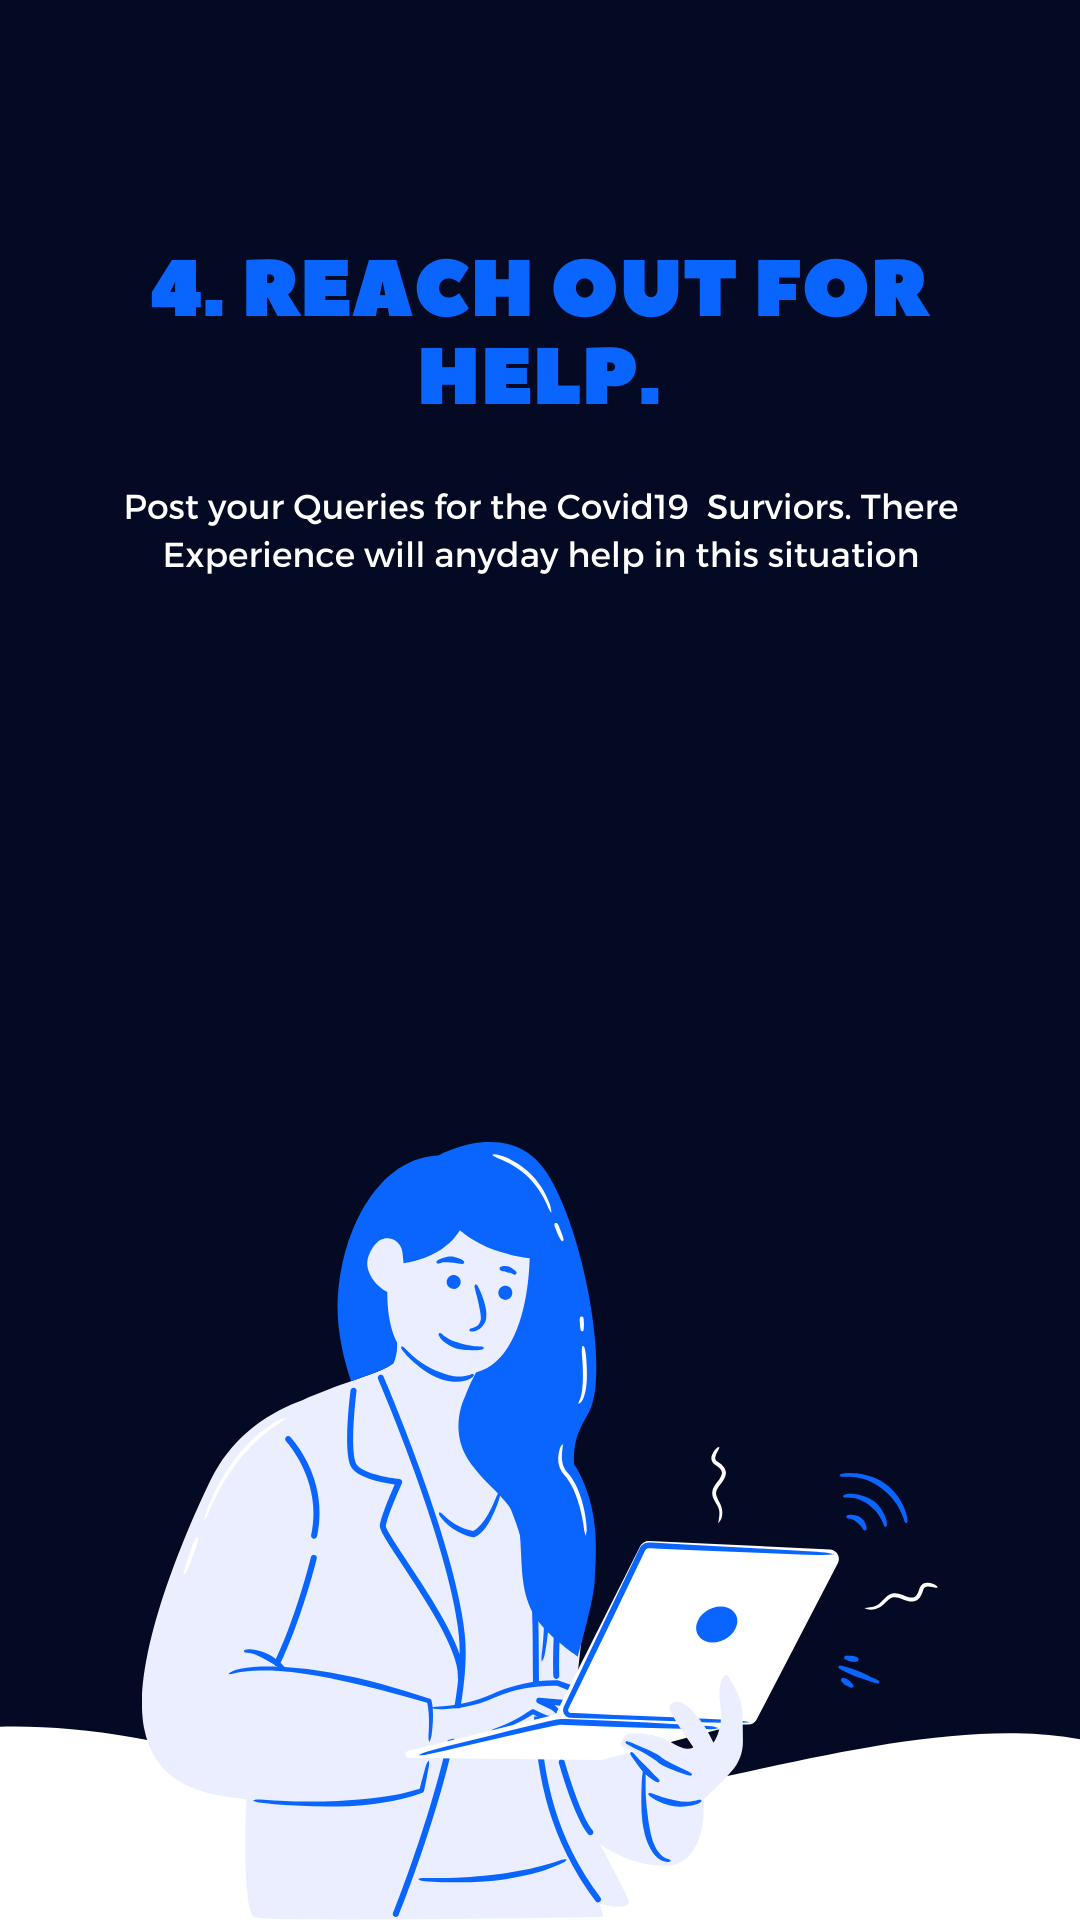 4. REACH OUT FOR
HELP.
Post your Queries for the Covid19  Surviors. There
Experience will anyday help in this situation